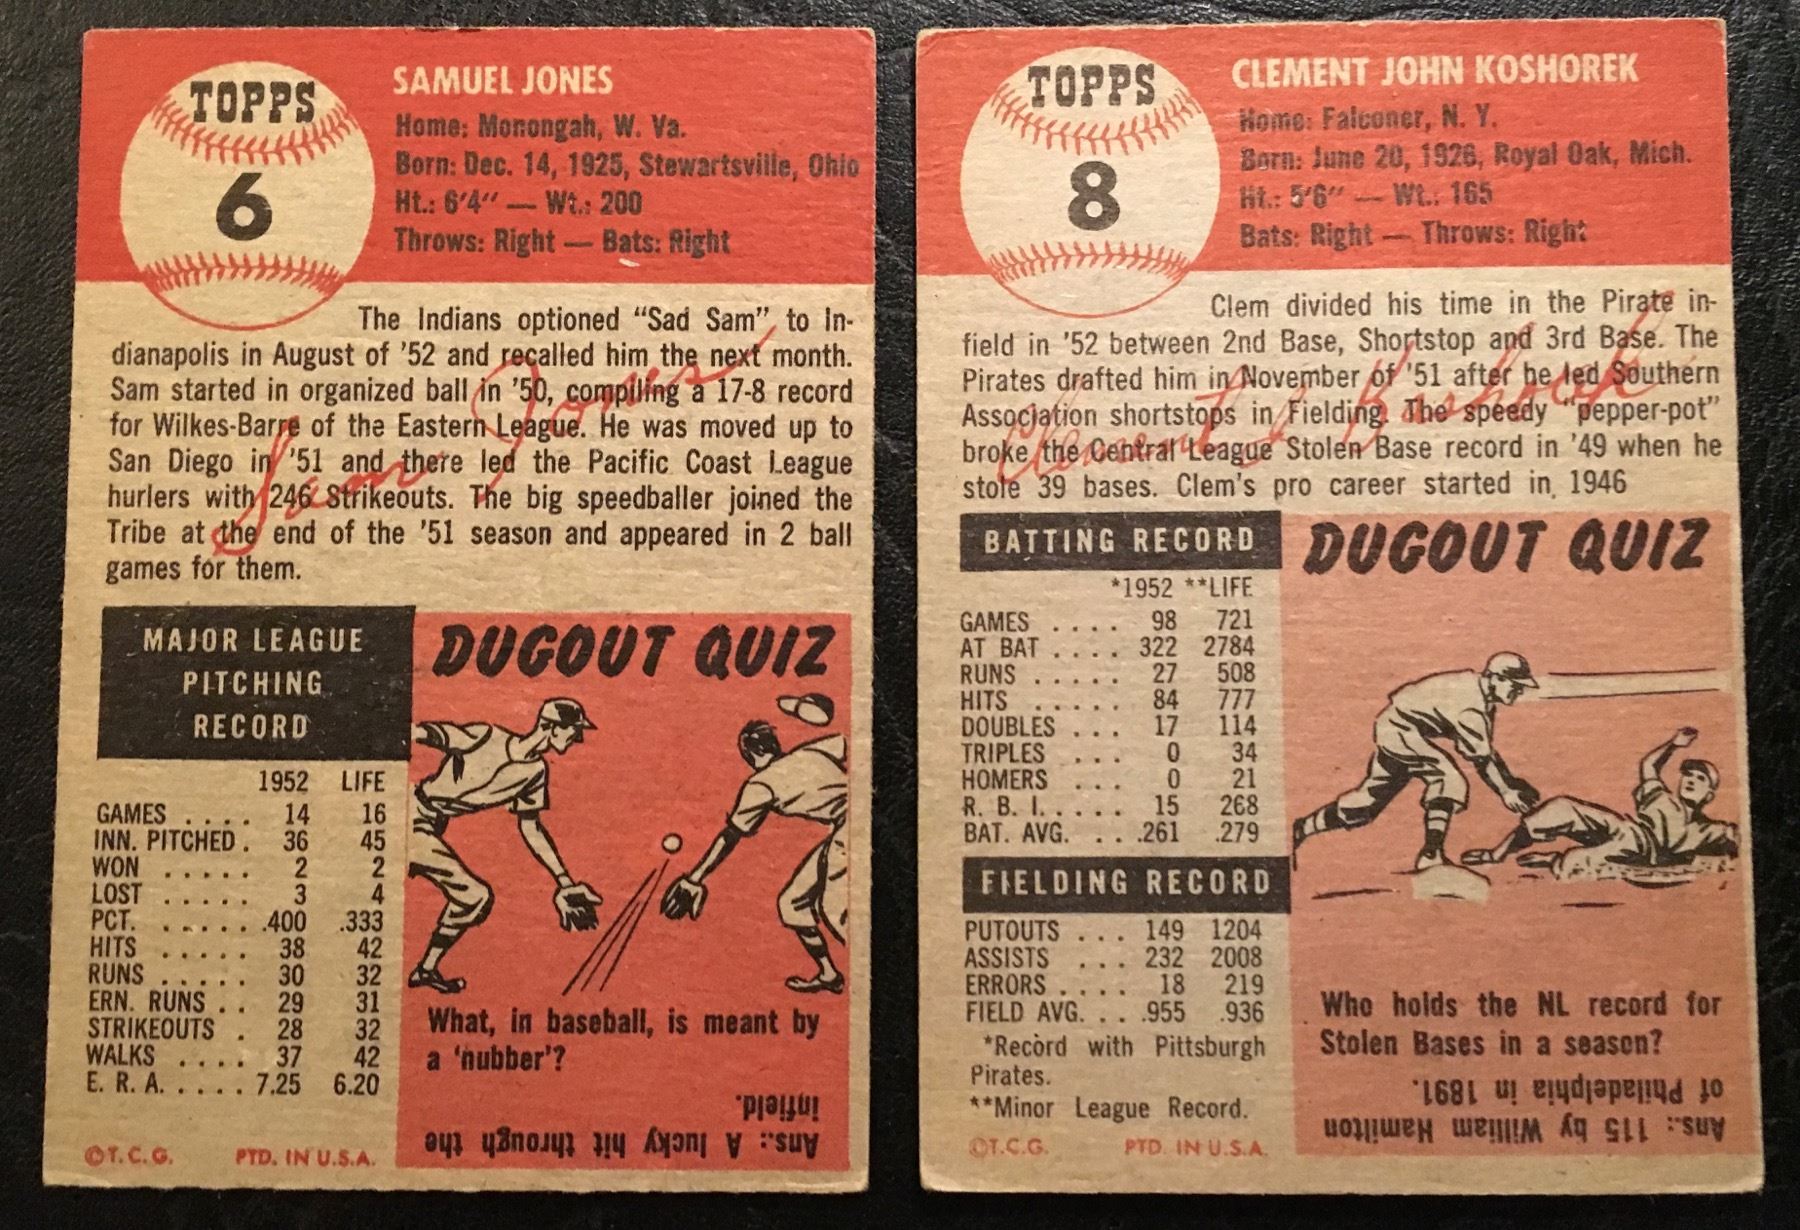 TOPPS
6
SAMUEL JONES
Home: Monongah, W. Va.
Born: Dec. 14, 1925, Stewartsville, Ohio
Ht.: 6'4" — Wt.: 200
Throws: Right — Bats: Right
The Indians optioned "Sad Sam" to In-
dianapolis in August of '52 and recalled him the next month.
Sam started in organized ball in '50, compiling a 17-8 record
for Wilkes-Barre of the Eastern League. He was moved up to
San Diego in '51 and there led the Pacific Coast League
hurlers with 246 Strikeouts. The big speedballer joined the
Tribe at the end of the '51 season and appeared in 2 ball
games for them.
Sam Jones
MAJOR LEAGUE
PITCHING
RECORD
1952 LIFE
GAMES .... 14 16
INN. PITCHED . 36 45
WON ..... 2 2
LOST ..... 3 4
PCT. ..... .400 .333
HITS ..... 38 42
RUNS ..... 30 32
ERN. RUNS .. 29 31
STRIKEOUTS . 28 32
WALKS .... 37 42
E. R. A. .... 7.25 6.20
©T.C.G. PTD. IN U.S.A.
DUGOUT QUIZ
What, in baseball, is meant by
a 'nubber'?
Ans.: A lucky hit through the
infield.
TOPPS
8
CLEMENT JOHN KOSHOREK
Home: Falconer, N. Y.
Born: June 20, 1926, Royal Oak, Mich.
Ht.: 5'6" — Wt.: 165
Bats: Right — Throws: Right
Clem divided his time in the Pirate in-
field in '52 between 2nd Base, Shortstop and 3rd Base. The
Pirates drafted him in November of '51 after he led Southern
Association shortstops in Fielding. The speedy "pepper-pot"
broke the Central League Stolen Base record in '49 when he
stole 39 bases. Clem's pro career started in 1946
Clement J Koshorek
BATTING RECORD
*1952 **LIFE
GAMES .... 98 721
AT BAT .... 322 2784
RUNS ..... 27 508
HITS ..... 84 777
DOUBLES ... 17 114
TRIPLES ... 0 34
HOMERS ... 0 21
R. B. I. .... 15 268
BAT. AVG. .. .261 .279
FIELDING RECORD
PUTOUTS ... 149 1204
ASSISTS ... 232 2008
ERRORS .... 18 219
FIELD AVG. .. .955 .936
*Record with Pittsburgh
Pirates.
**Minor League Record.
©T.C.G. PTD. IN U.S.A.
DUGOUT QUIZ
Who holds the NL record for
Stolen Bases in a season?
Ans.: 115 by William Hamilton
of Philadelphia in 1891.